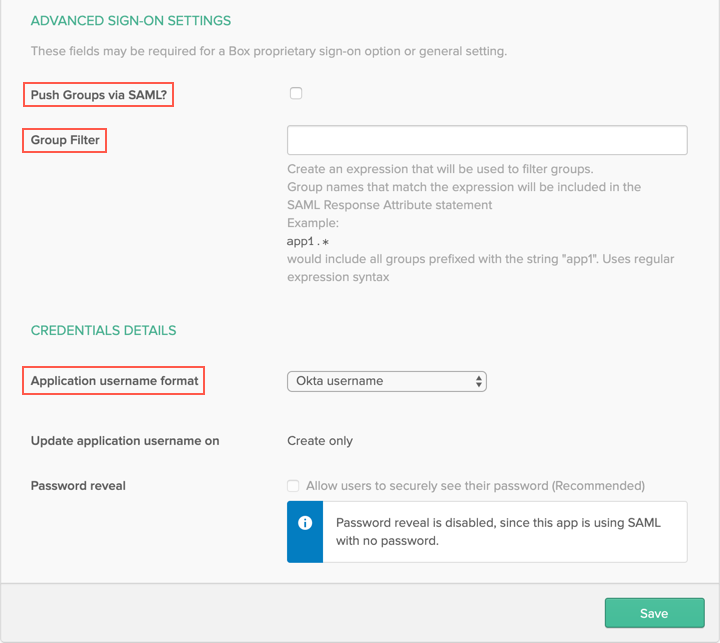 ADVANCED SIGN-ON SETTINGS
These fields may be required for a Box proprietary sign-on option or general setting.
Push Groups via SAML?
Group Filter
Create an expression that will be used to filter groups.
Group names that match the expression will be included in the
SAML Response Attribute statement
Example:
app1.*
would include all groups prefixed with the string "app1". Uses regular
expression syntax
CREDENTIALS DETAILS
Application username format
Okta username
Update application username on
Create only
Password reveal
Allow users to securely see their password (Recommended)
Password reveal is disabled, since this app is using SAML
with no password.
Save